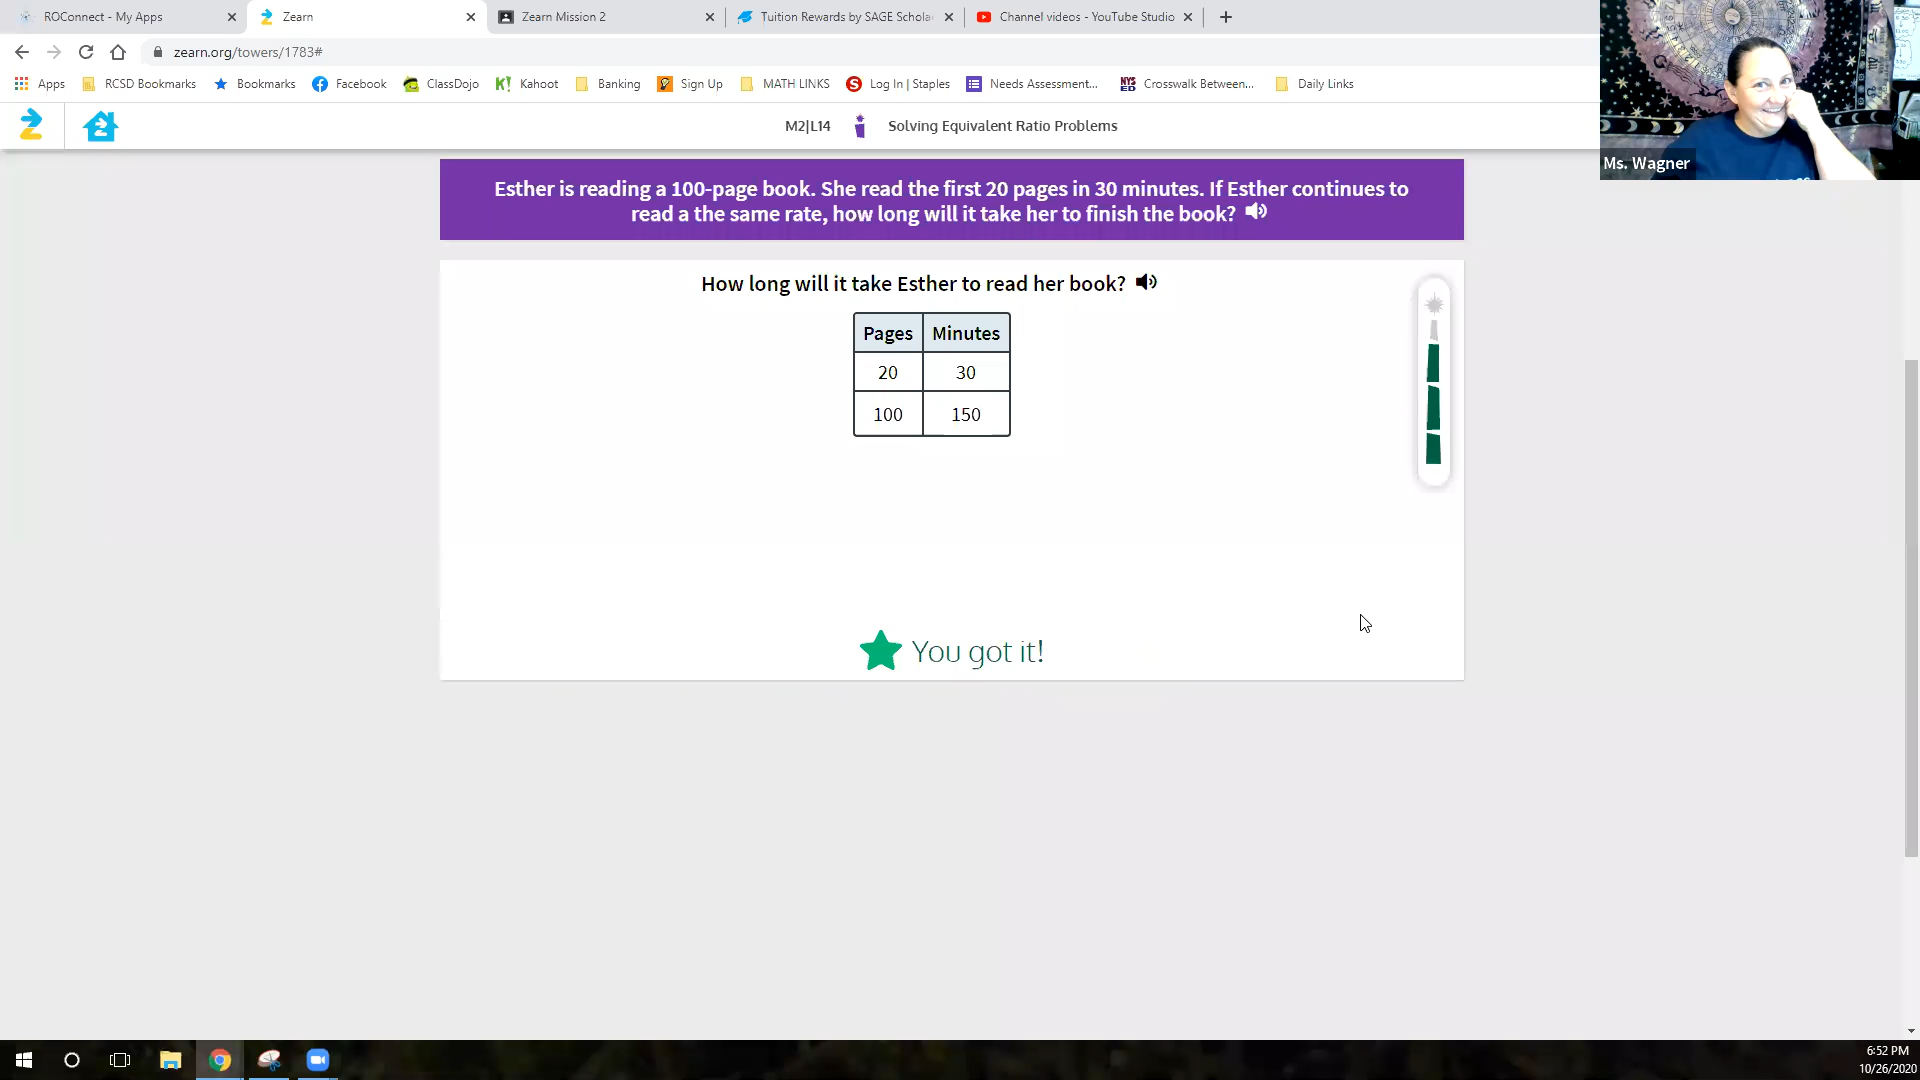 ROConnect - My Apps
Zearn
Zearn Mission 2
Tuition Rewards by SAGE Schola
Channel videos - YouTube Studio
zearn.org/towers/1783#
Apps
RCSD Bookmarks
Bookmarks
Facebook
ClassDojo
Kahoot
Banking
Sign Up
MATH LINKS
Log In | Staples
Needs Assessment...
Crosswalk Between...
Daily Links
M2|L14
Solving Equivalent Ratio Problems
Ms. Wagner
Esther is reading a 100-page book. She read the first 20 pages in 30 minutes. If Esther continues to
read a the same rate, how long will it take her to finish the book?
How long will it take Esther to read her book?
Pages Minutes
20 30
100 150
You got it!
6:52 PM
10/26/2020